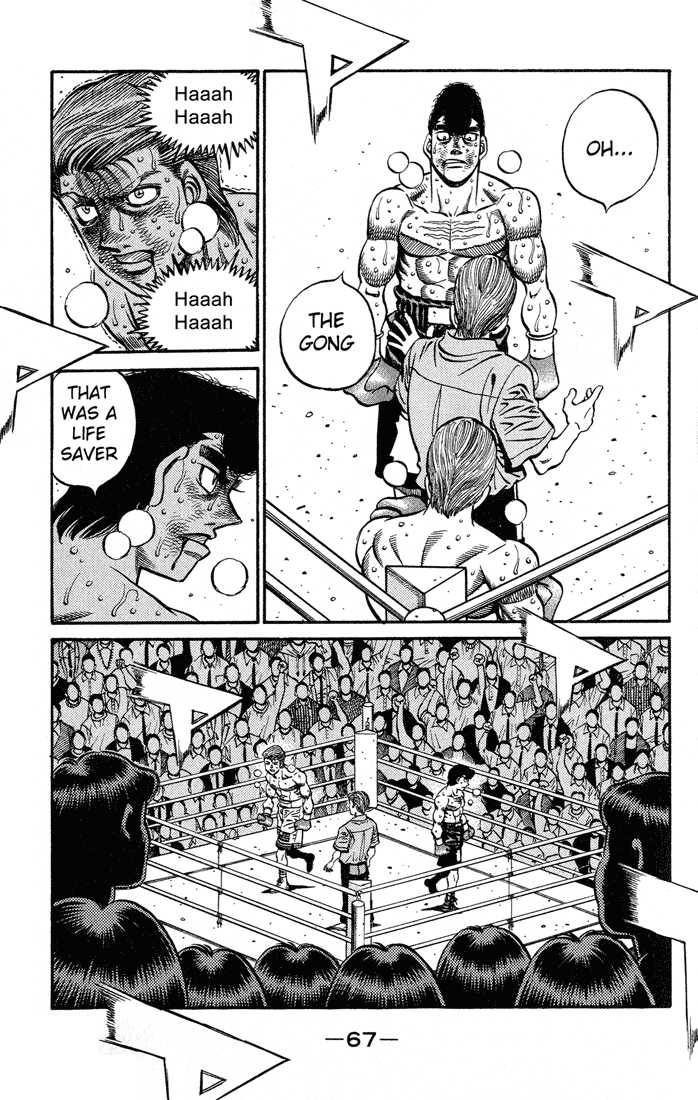 OH...
THE
GONG
Haaah
Haaah
Haaah
Haaah
THAT
WAS A
LIFE
SAVER
—67—